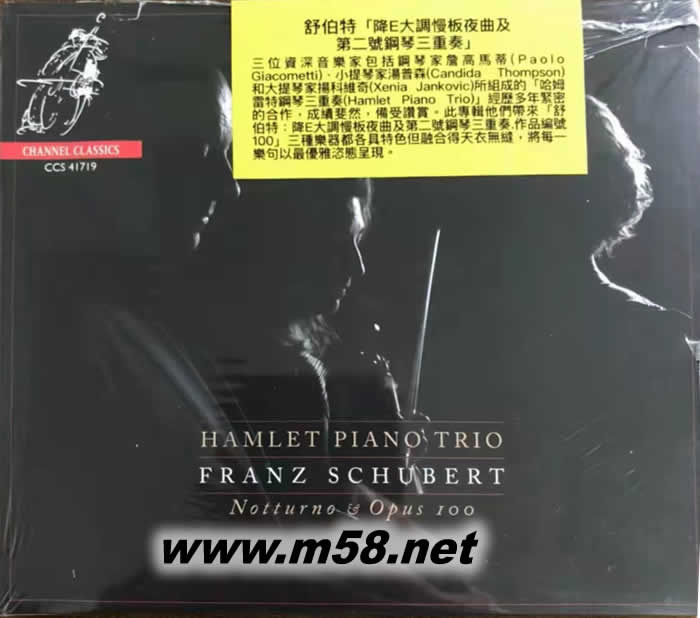 舒伯特「降E大調慢板夜曲及
第二號鋼琴三重奏」
三位資深音樂家包括鋼琴家詹高馬蒂(Paolo
Giacometti)、小提琴家湯普森(Candida Thompson)
和大提琴家揚科維奇(Xenia Jankovic)所組成的「哈姆
雷特鋼琴三重奏(Hamlet Piano Trio)」經歷多年緊密
的合作，成績斐然，備受讚賞。此專輯他們帶來「舒
伯特：降E大調慢板夜曲及第二號鋼琴三重奏.作品編號
100」三種樂器都各具特色但融合得天衣無縫，將每一
樂句以最優雅恣態呈現。
CHANNEL CLASSICS
CCS 41719
HAMLET PIANO TRIO
FRANZ SCHUBERT
Notturno & Opus 100
www.m58.net